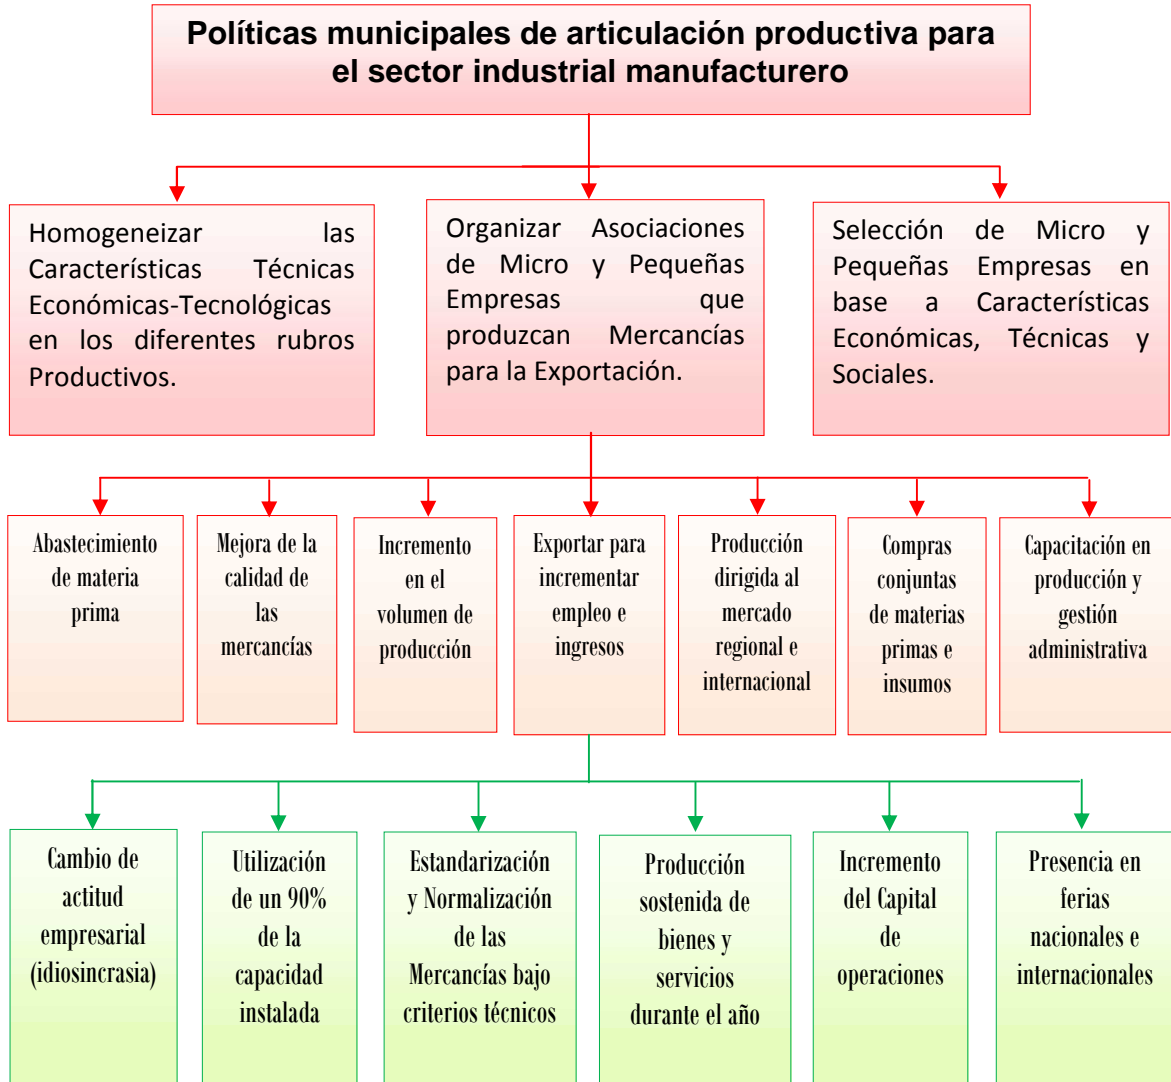 Políticas municipales de articulación productiva para
el sector industrial manufacturero
Homogeneizar las
Características Técnicas
Económicas-Tecnológicas
en los diferentes rubros
Productivos.
Organizar Asociaciones
de Micro y Pequeñas
Empresas que
produzcan Mercancías
para la Exportación.
Selección de Micro y
Pequeñas Empresas en
base a Características
Económicas, Técnicas y
Sociales.
Abastecimiento
de materia
prima
Mejora de la
calidad de
las
mercancías
Incremento
en el
volumen de
producción
Exportar para
incrementar
empleo e
ingresos
Producción
dirigida al
mercado
regional e
internacional
Compras
conjuntas
de materias
primas e
insumos
Capacitación en
producción y
gestión
administrativa
Cambio de
actitud
empresarial
(idiosincrasia)
Utilización
de un 90%
de la
capacidad
instalada
Estandarización
y Normalización
de las
Mercancías bajo
criterios técnicos
Producción
sostenida de
bienes y
servicios
durante el año
Incremento
del Capital
de
operaciones
Presencia en
ferias
nacionales e
internacionales